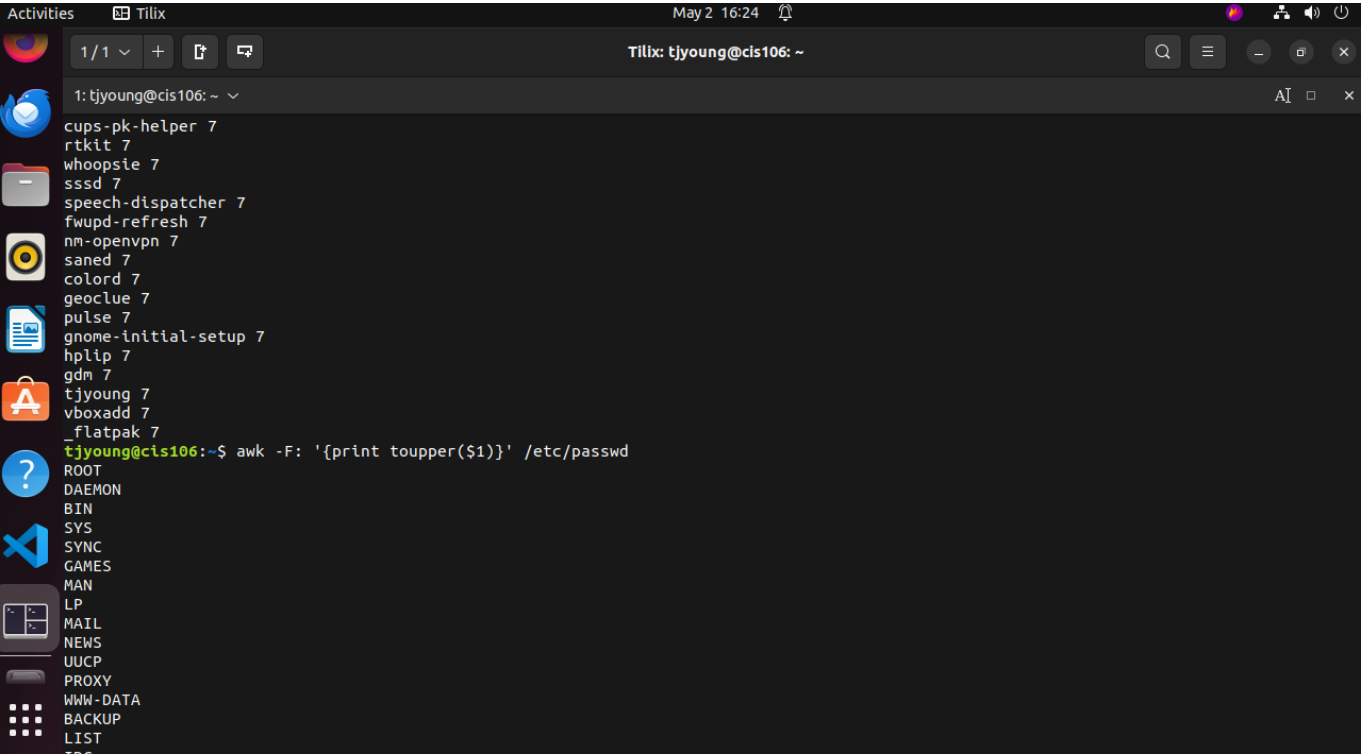 Activities Tilix May 2 16:24
1/1 Tilix: tjyoung@cis106: ~
1: tjyoung@cis106: ~
cups-pk-helper 7
rtkit 7
whoopsie 7
sssd 7
speech-dispatcher 7
fwupd-refresh 7
nm-openvpn 7
saned 7
colord 7
geoclue 7
pulse 7
gnome-initial-setup 7
hplip 7
gdm 7
tjyoung 7
vboxadd 7
_flatpak 7
tjyoung@cis106:~$ awk -F: '{print toupper($1)}' /etc/passwd
ROOT
DAEMON
BIN
SYS
SYNC
GAMES
MAN
LP
MAIL
NEWS
UUCP
PROXY
WWW-DATA
BACKUP
LIST